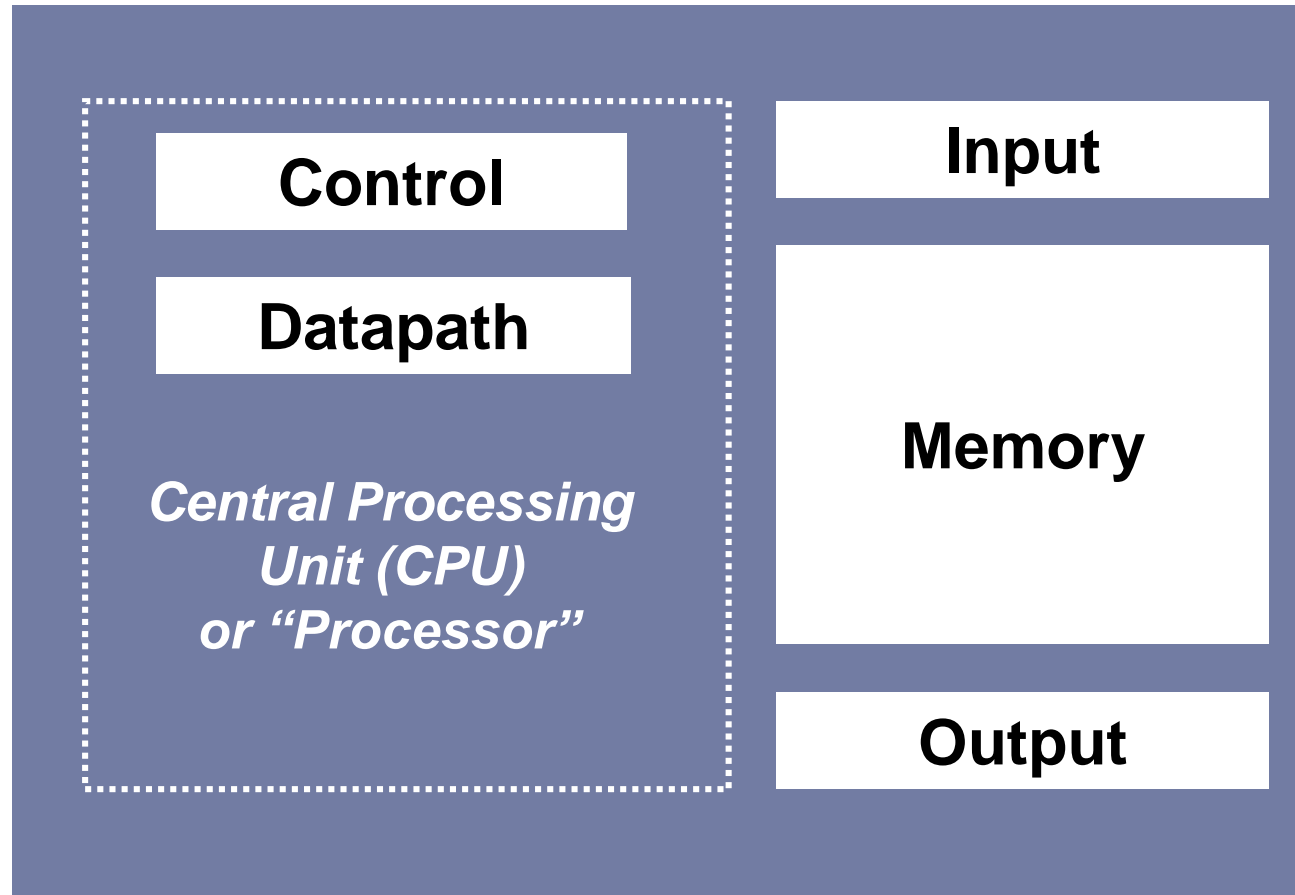 Control
Datapath
Central Processing
Unit (CPU)
or “Processor”
Input
Memory
Output